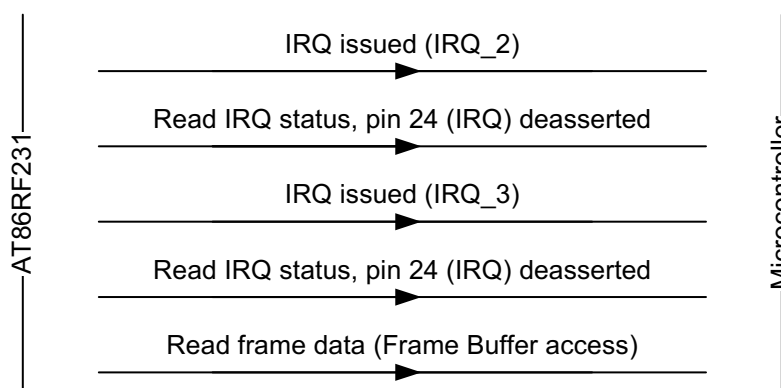 IRQ issued (IRQ_2)
Read IRQ status, pin 24 (IRQ) deasserted
AT86RF231
IRQ issued (IRQ_3)
Microcontroller
Read IRQ status, pin 24 (IRQ) deasserted
Read frame data (Frame Buffer access)